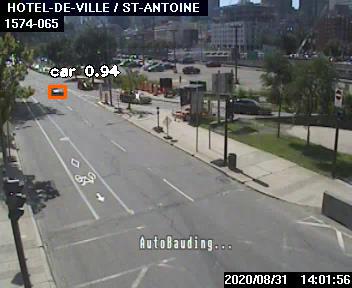 HOTEL-DE-VILLE / ST-ANTOINE
1574-065
car 0.94
AutoBauding...
2020/08/31 14:01:56